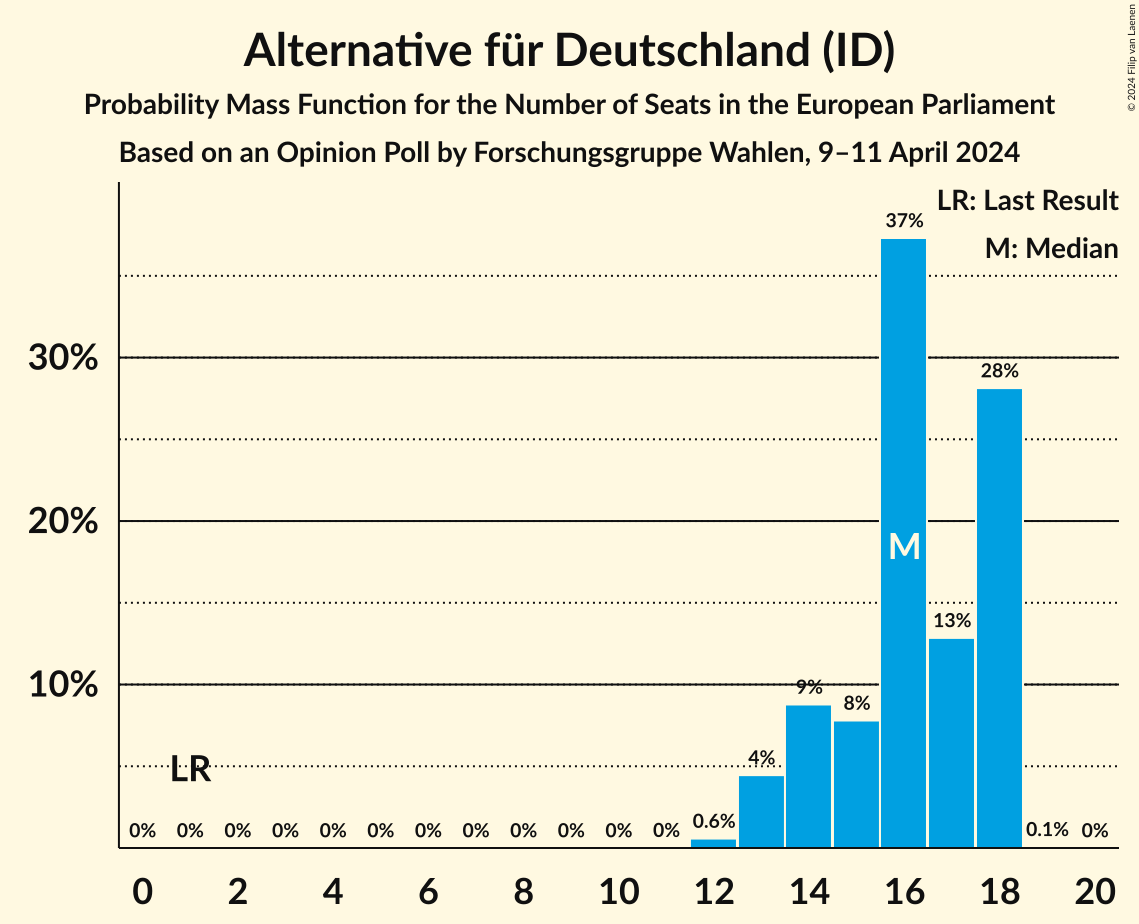 Alternative für Deutschland (ID)
Probability Mass Function for the Number of Seats in the European Parliament
Based on an Opinion Poll by Forschungsgruppe Wahlen, 9–11 April 2024
© 2024 Filip van Laenen
LR: Last Result
M: Median
37%
30%
28%
20%
M
13%
10%
9%
8%
LR
4%
0% 0% 0% 0% 0% 0% 0% 0% 0% 0% 0% 0% 0.6% 0.1% 0%
0 2 4 6 8 10 12 14 16 18 20